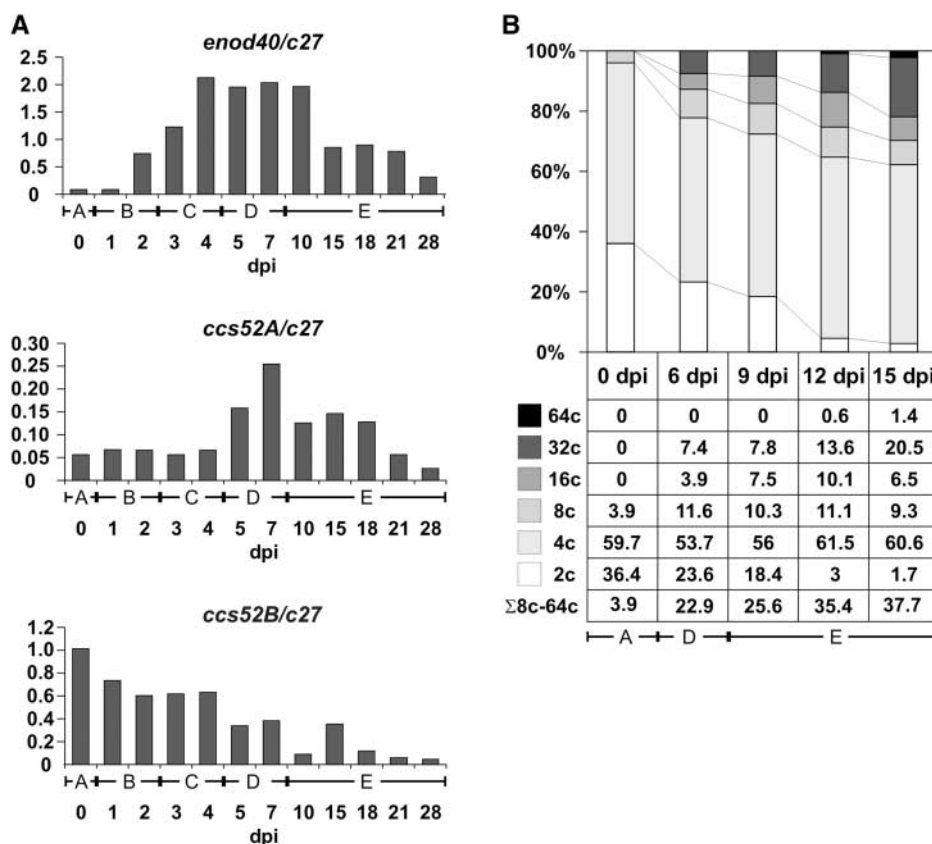 A
enod40/c27
2.5
2.0
1.5
1.0
0.5
0
A B C D E
0 1 2 3 4 5 7 10 15 18 21 28
dpi
ccs52A/c27
0.30
0.25
0.20
0.15
0.10
0.05
0
A B C D E
0 1 2 3 4 5 7 10 15 18 21 28
dpi
ccs52B/c27
1.2
1.0
0.8
0.6
0.4
0.2
0
A B C D E
0 1 2 3 4 5 7 10 15 18 21 28
dpi
B
100%
80%
60%
40%
20%
0%
0 dpi 6 dpi 9 dpi 12 dpi 15 dpi
64c 0 0 0 0.6 1.4
32c 0 7.4 7.8 13.6 20.5
16c 0 3.9 7.5 10.1 6.5
8c 3.9 11.6 10.3 11.1 9.3
4c 59.7 53.7 56 61.5 60.6
2c 36.4 23.6 18.4 3 1.7
Σ8c-64c 3.9 22.9 25.6 35.4 37.7
A D E